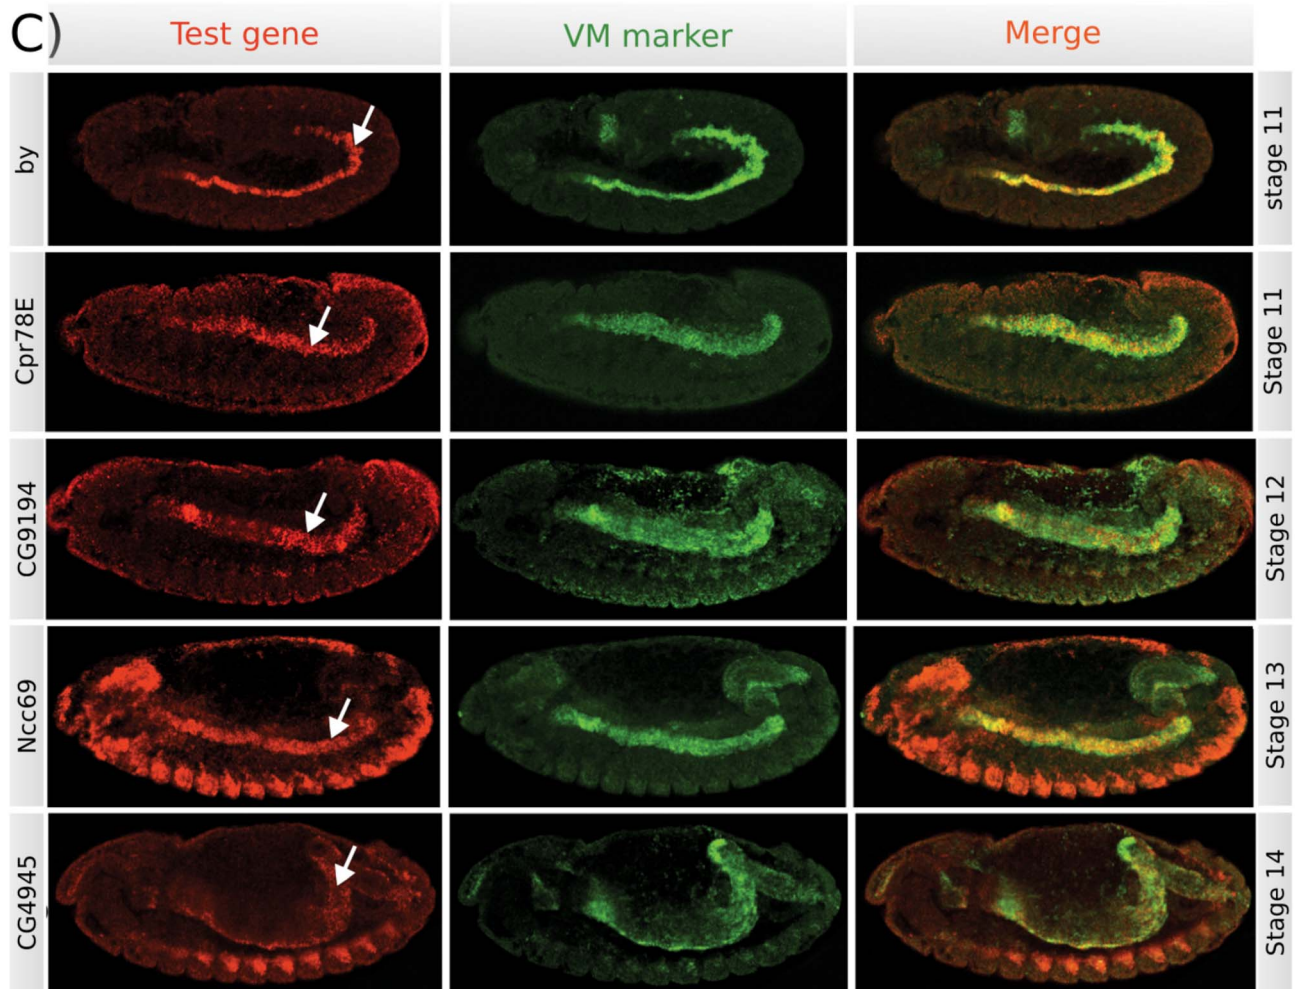 C)
Test gene
VM marker
Merge
by
stage 11
Cpr78E
Stage 11
CG9194
Stage 12
Ncc69
Stage 13
CG4945
Stage 14